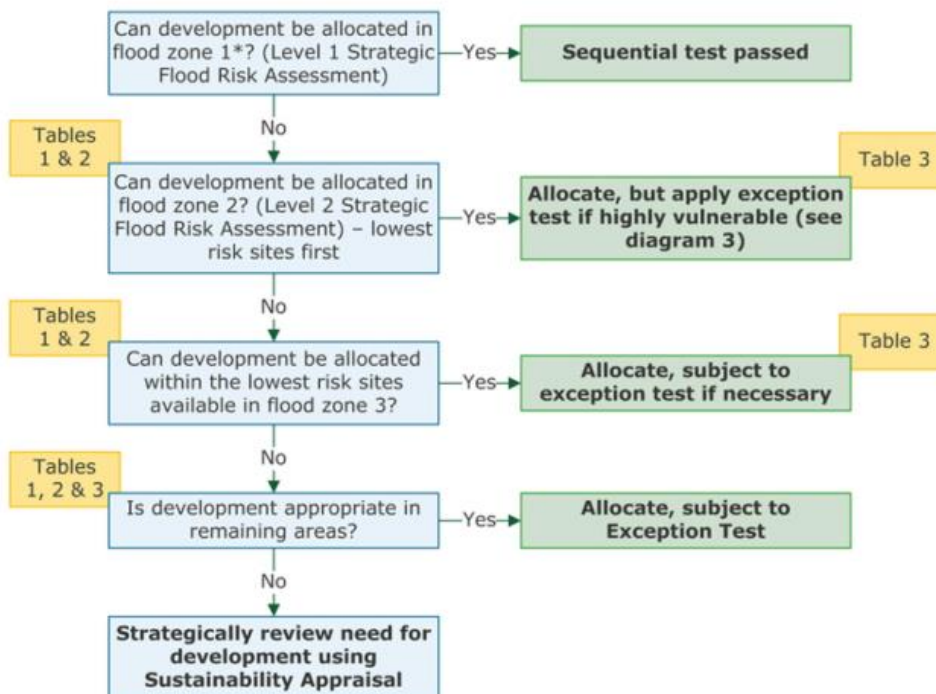 Can development be allocated in
flood zone 1*? (Level 1 Strategic
Flood Risk Assessment)
Yes
Sequential test passed
No
Tables
1 & 2
Can development be allocated in
flood zone 2? (Level 2 Strategic
Flood Risk Assessment) – lowest
risk sites first
Yes
Table 3
Allocate, but apply exception
test if highly vulnerable (see
diagram 3)
No
Tables
1 & 2
Can development be allocated
within the lowest risk sites
available in flood zone 3?
Yes
Table 3
Allocate, subject to
exception test if necessary
No
Tables
1, 2 & 3
Is development appropriate in
remaining areas?
Yes
Allocate, subject to
Exception Test
No
Strategically review need for
development using
Sustainability Appraisal